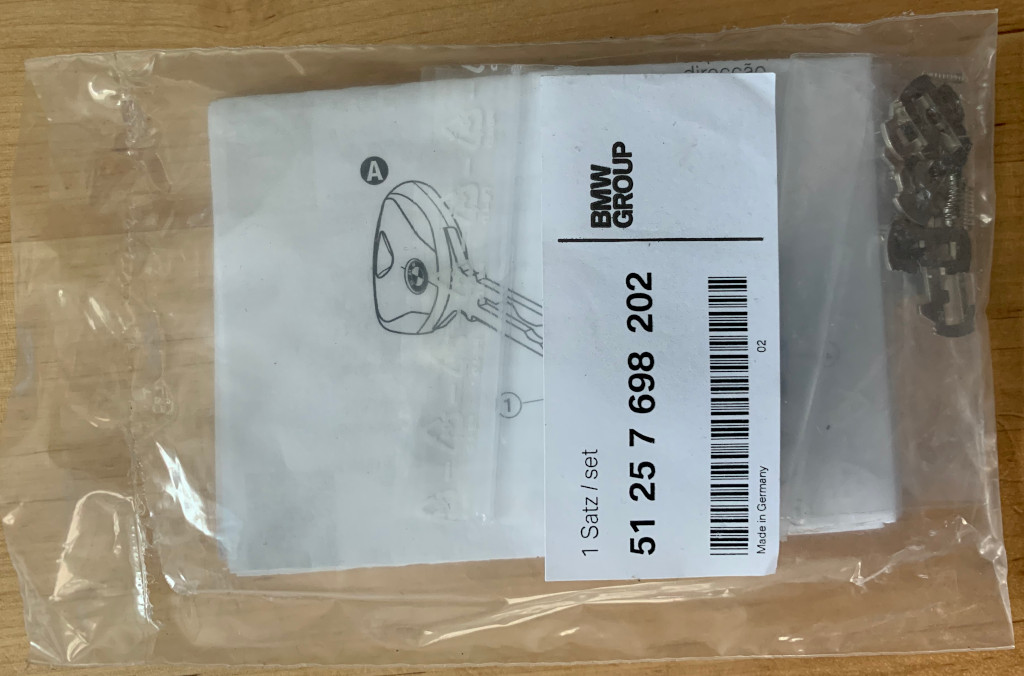 BMW
GROUP
1 Satz / set
51 25 7 698 202
Made in Germany
02
A
1
direcção